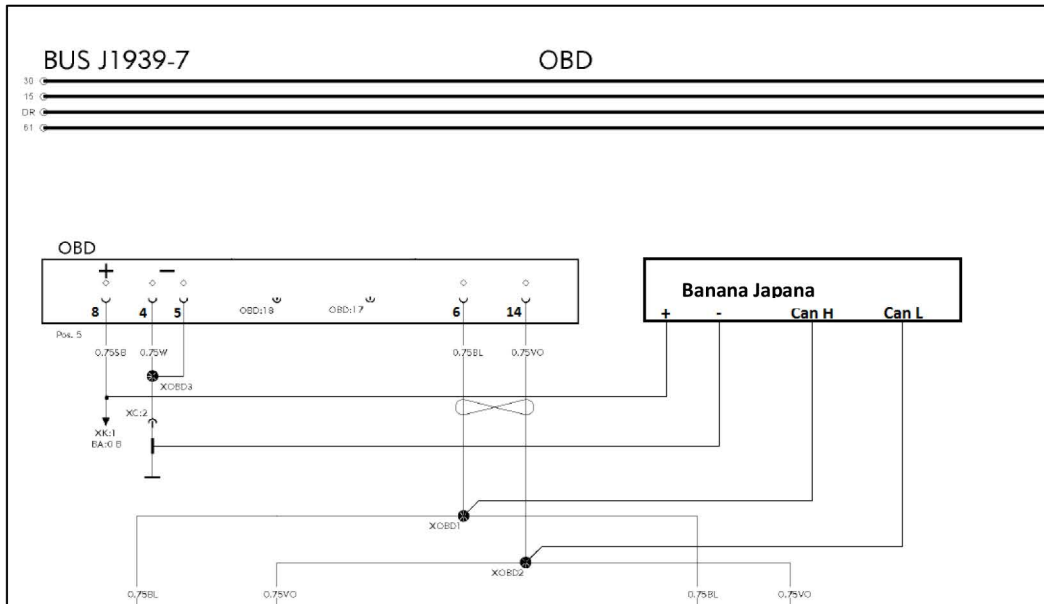 BUS J1939-7 OBD
30
15
DR
61
OBD
+ −
8 4 5 OBD:18 OBD:17 6 14
Pos. 5
Banana Japana
+ - Can H Can L
0.75SB 0.75W 0.75BL 0.75VO
XOBD3
XC:2
XK:1
BA:0 B
XOBD1
XOBD2
0.75BL 0.75VO 0.75BL 0.75VO